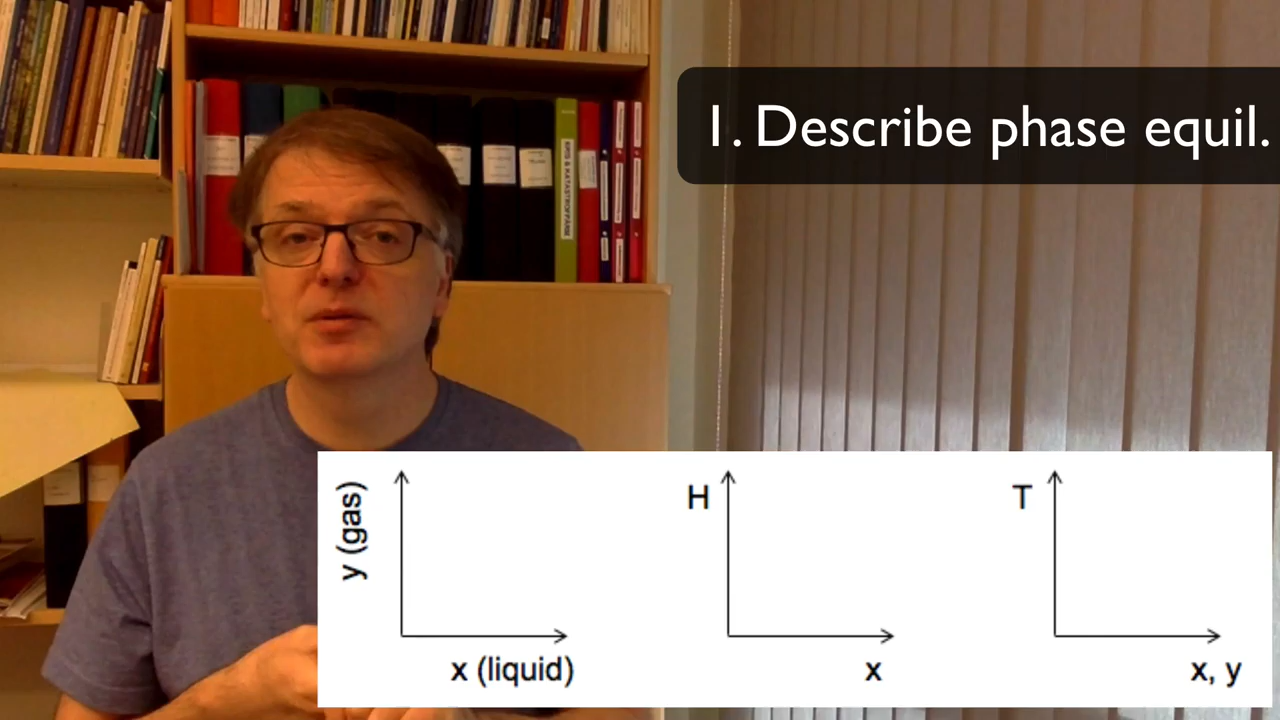 1. Describe phase equil.
y (gas)
x (liquid)
H
x
T
x, y